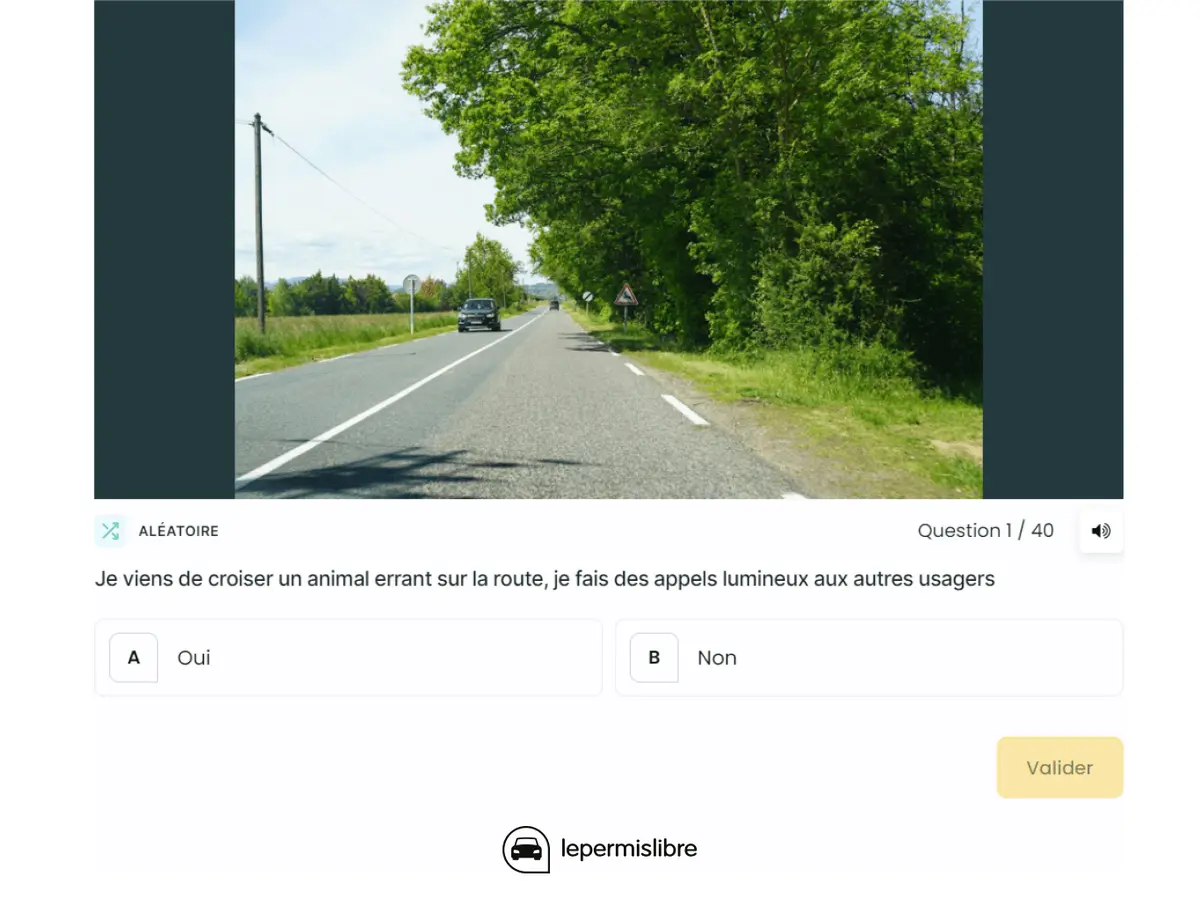 ALÉATOIRE
Question 1 / 40
Je viens de croiser un animal errant sur la route, je fais des appels lumineux aux autres usagers
A Oui
B Non
Valider
lepermislibre